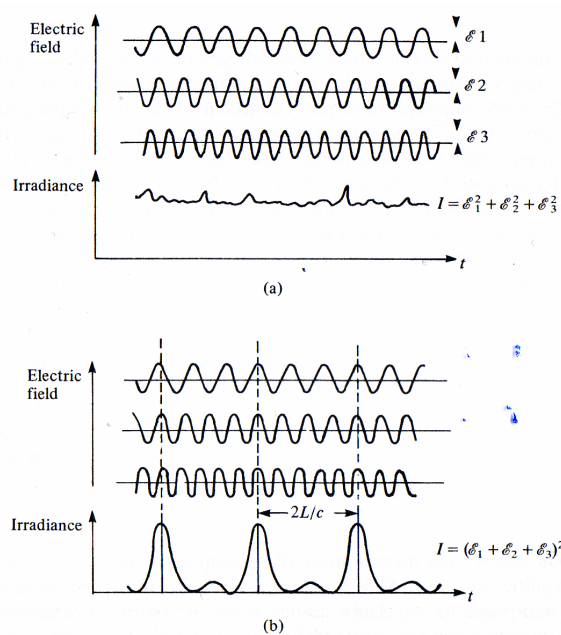 Electric
field
ℰ1
ℰ2
ℰ3
Irradiance
I = ℰ₁² + ℰ₂² + ℰ₃²
t
(a)
Electric
field
2L/c
Irradiance
I = (ℰ₁ + ℰ₂ + ℰ₃)²
t
(b)